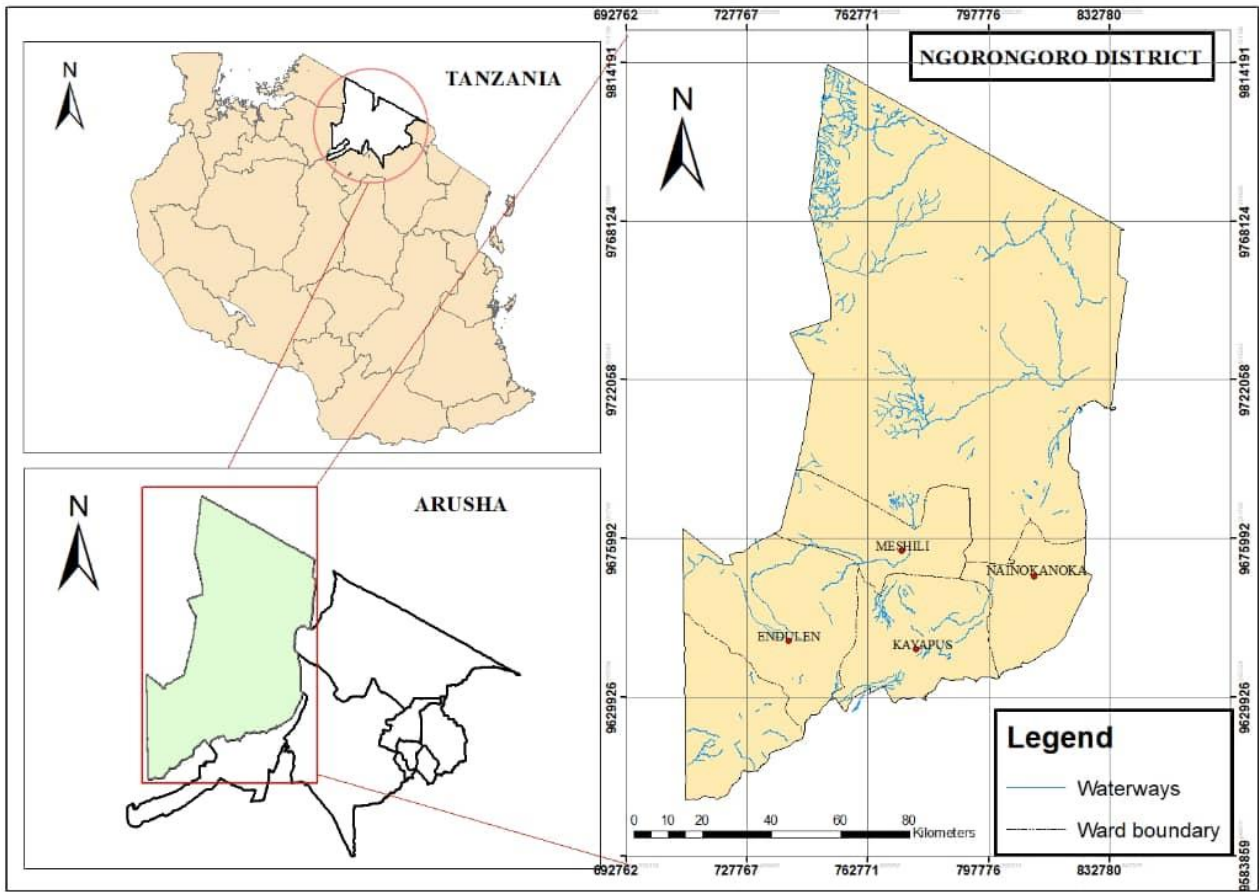 N
TANZANIA
N
ARUSHA
692762 727767 762771 797776 832780
NGORONGORO DISTRICT
N
9814191 9814191
9768124 9768124
9722058 9722058
9675992 9675992
9629926 9629926
9583859
MESHILI
NAINOKANOKA
ENDULEN
KAYAPUS
Legend
Waterways
Ward boundary
0 10 20 40 60 80
Kilometers
692762 727767 762771 797776 832780